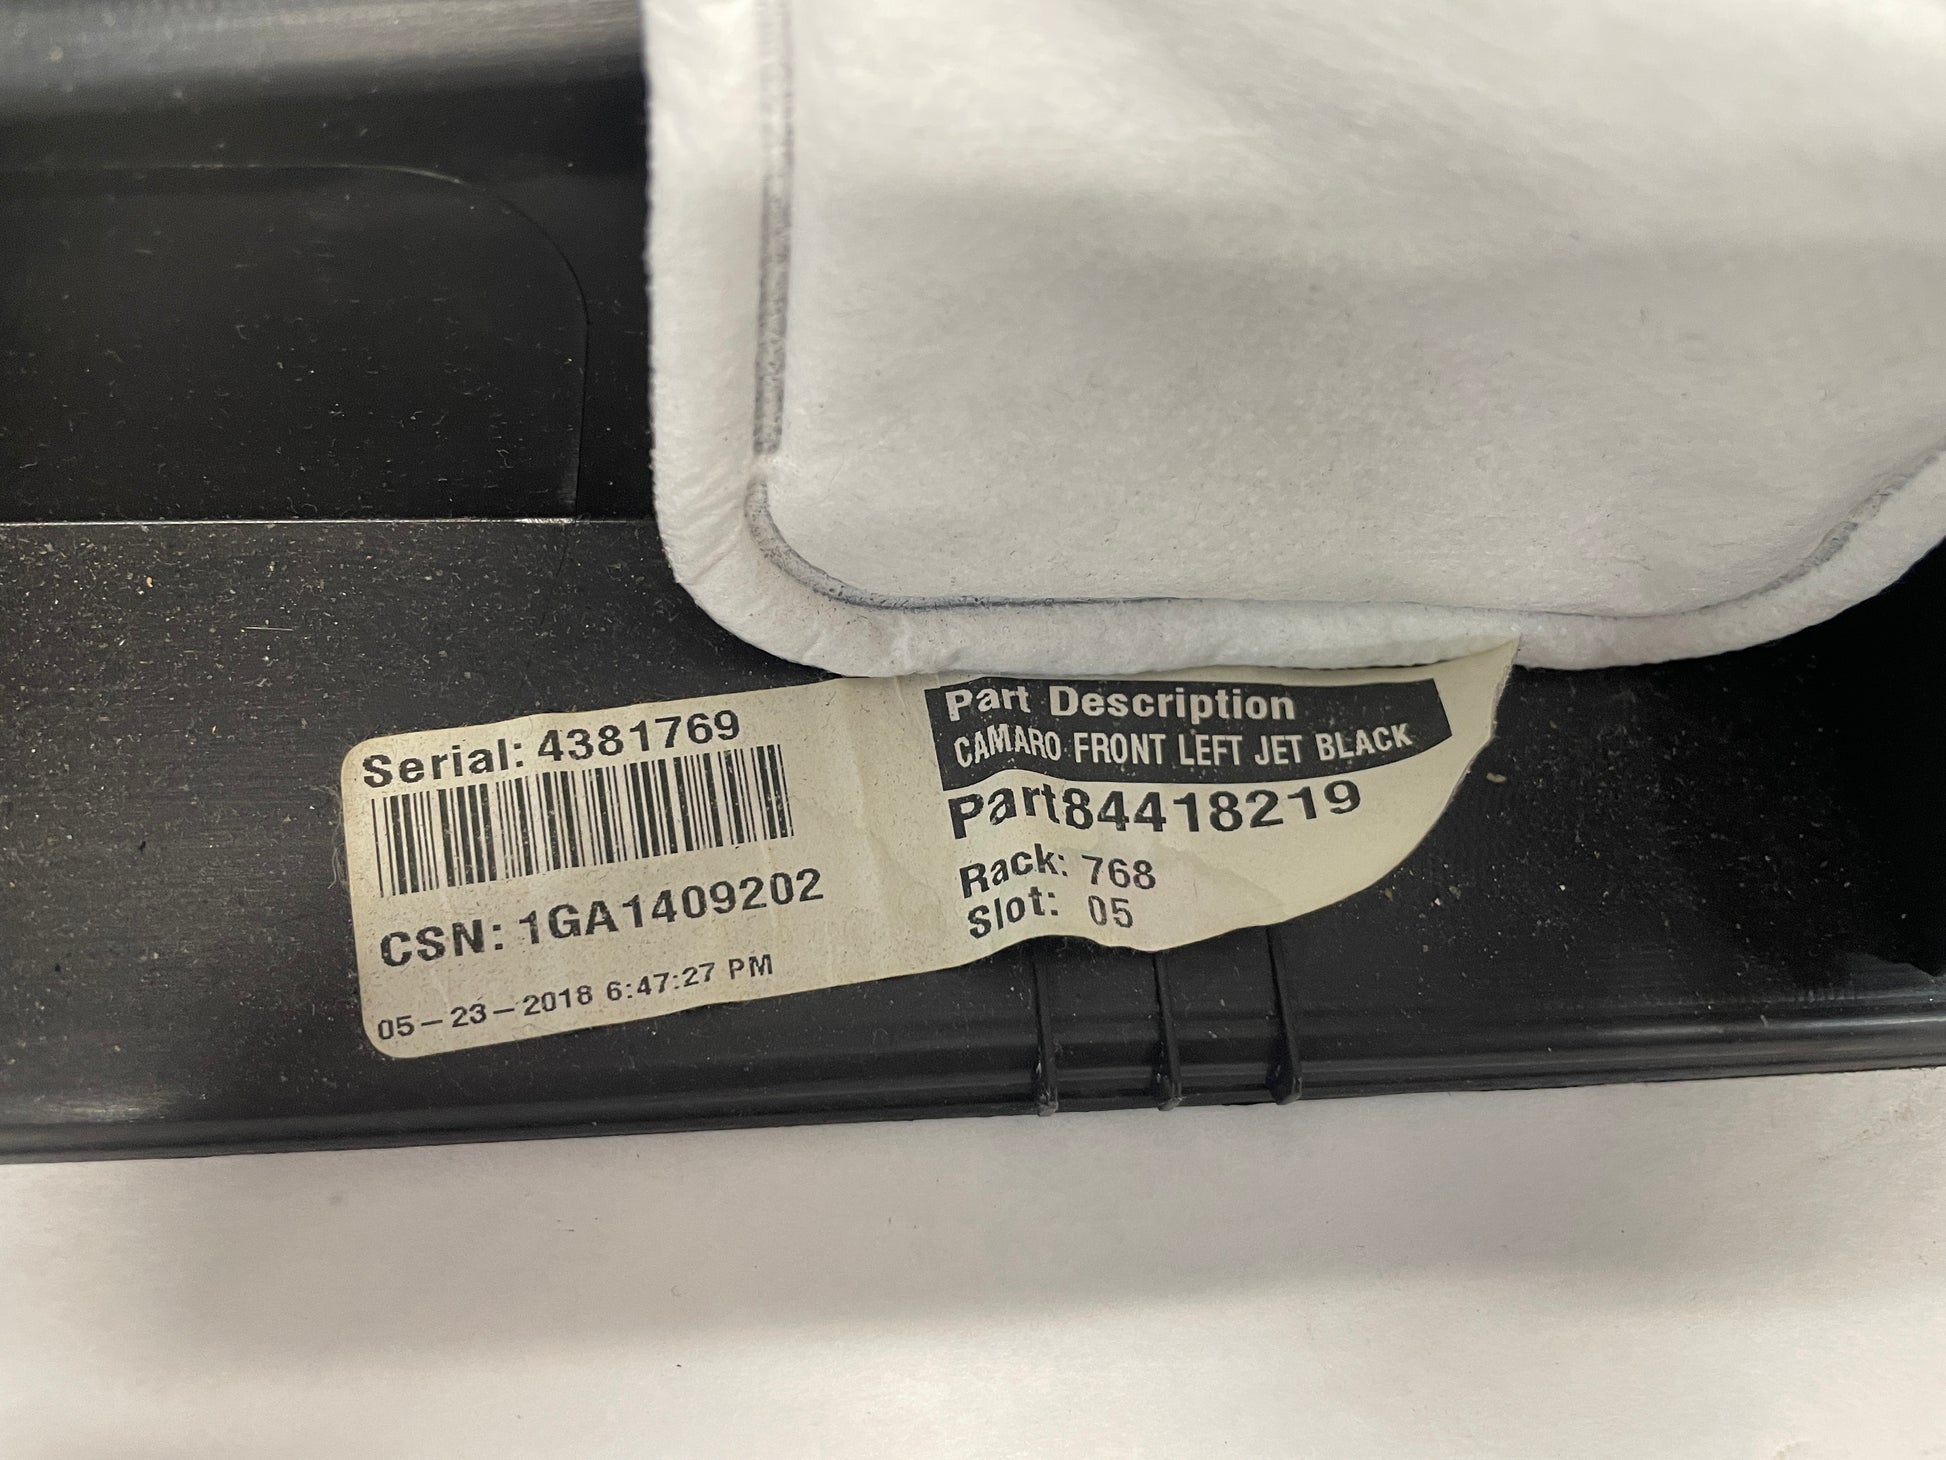 Serial: 4381769
CSN: 1GA1409202
05-23-2018 6:47:27 PM
Part Description
CAMARO FRONT LEFT JET BLACK
Part84418219
Rack: 768
Slot: 05